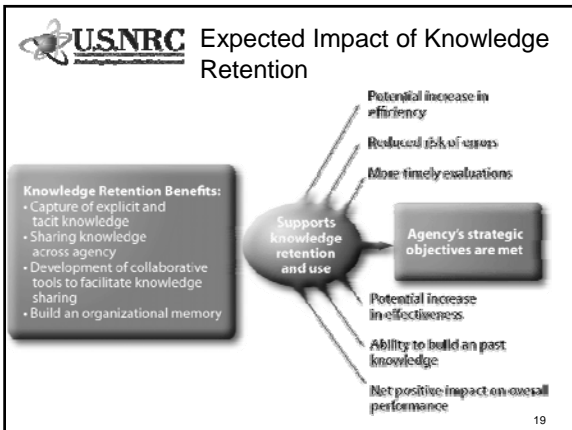 U.S.NRC
Expected Impact of Knowledge
Retention
Potential increase in
efficiency
Reduced risk of errors
More timely evaluations
Knowledge Retention Benefits:
• Capture of explicit and
tacit knowledge
• Sharing knowledge
across agency
• Development of collaborative
tools to facilitate knowledge
sharing
• Build an organizational memory
Supports
knowledge
retention
and use
Agency's strategic
objectives are met
Potential increase
in effectiveness
Ability to build an past
knowledge
Net positive impact on overall
performance
19